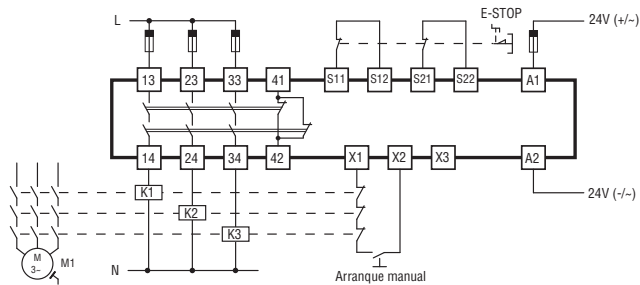 E-STOP
L
24V (+/~)
13
23
33
41
S11
S12
S21
S22
A1
14
24
34
42
X1
X2
X3
A2
K1
24V (-/~)
K2
K3
M
3~
M1
N
Arranque manual